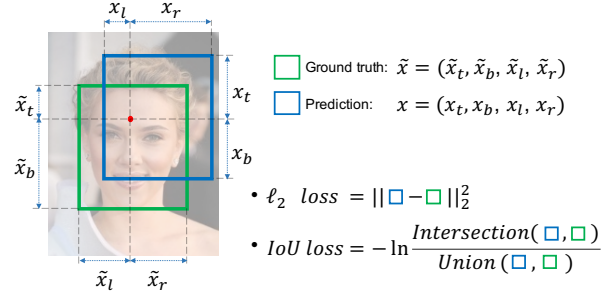 x_l x_r
x̃_t
x̃_b
x_t
x_b
x̃_l x̃_r
Ground truth: x̃ = (x̃_t, x̃_b, x̃_l, x̃_r)
Prediction: x = (x_t, x_b, x_l, x_r)
• ℓ_2 loss = ||□ − □||_2^2
• IoU loss = −ln Intersection(□, □) / Union(□, □)